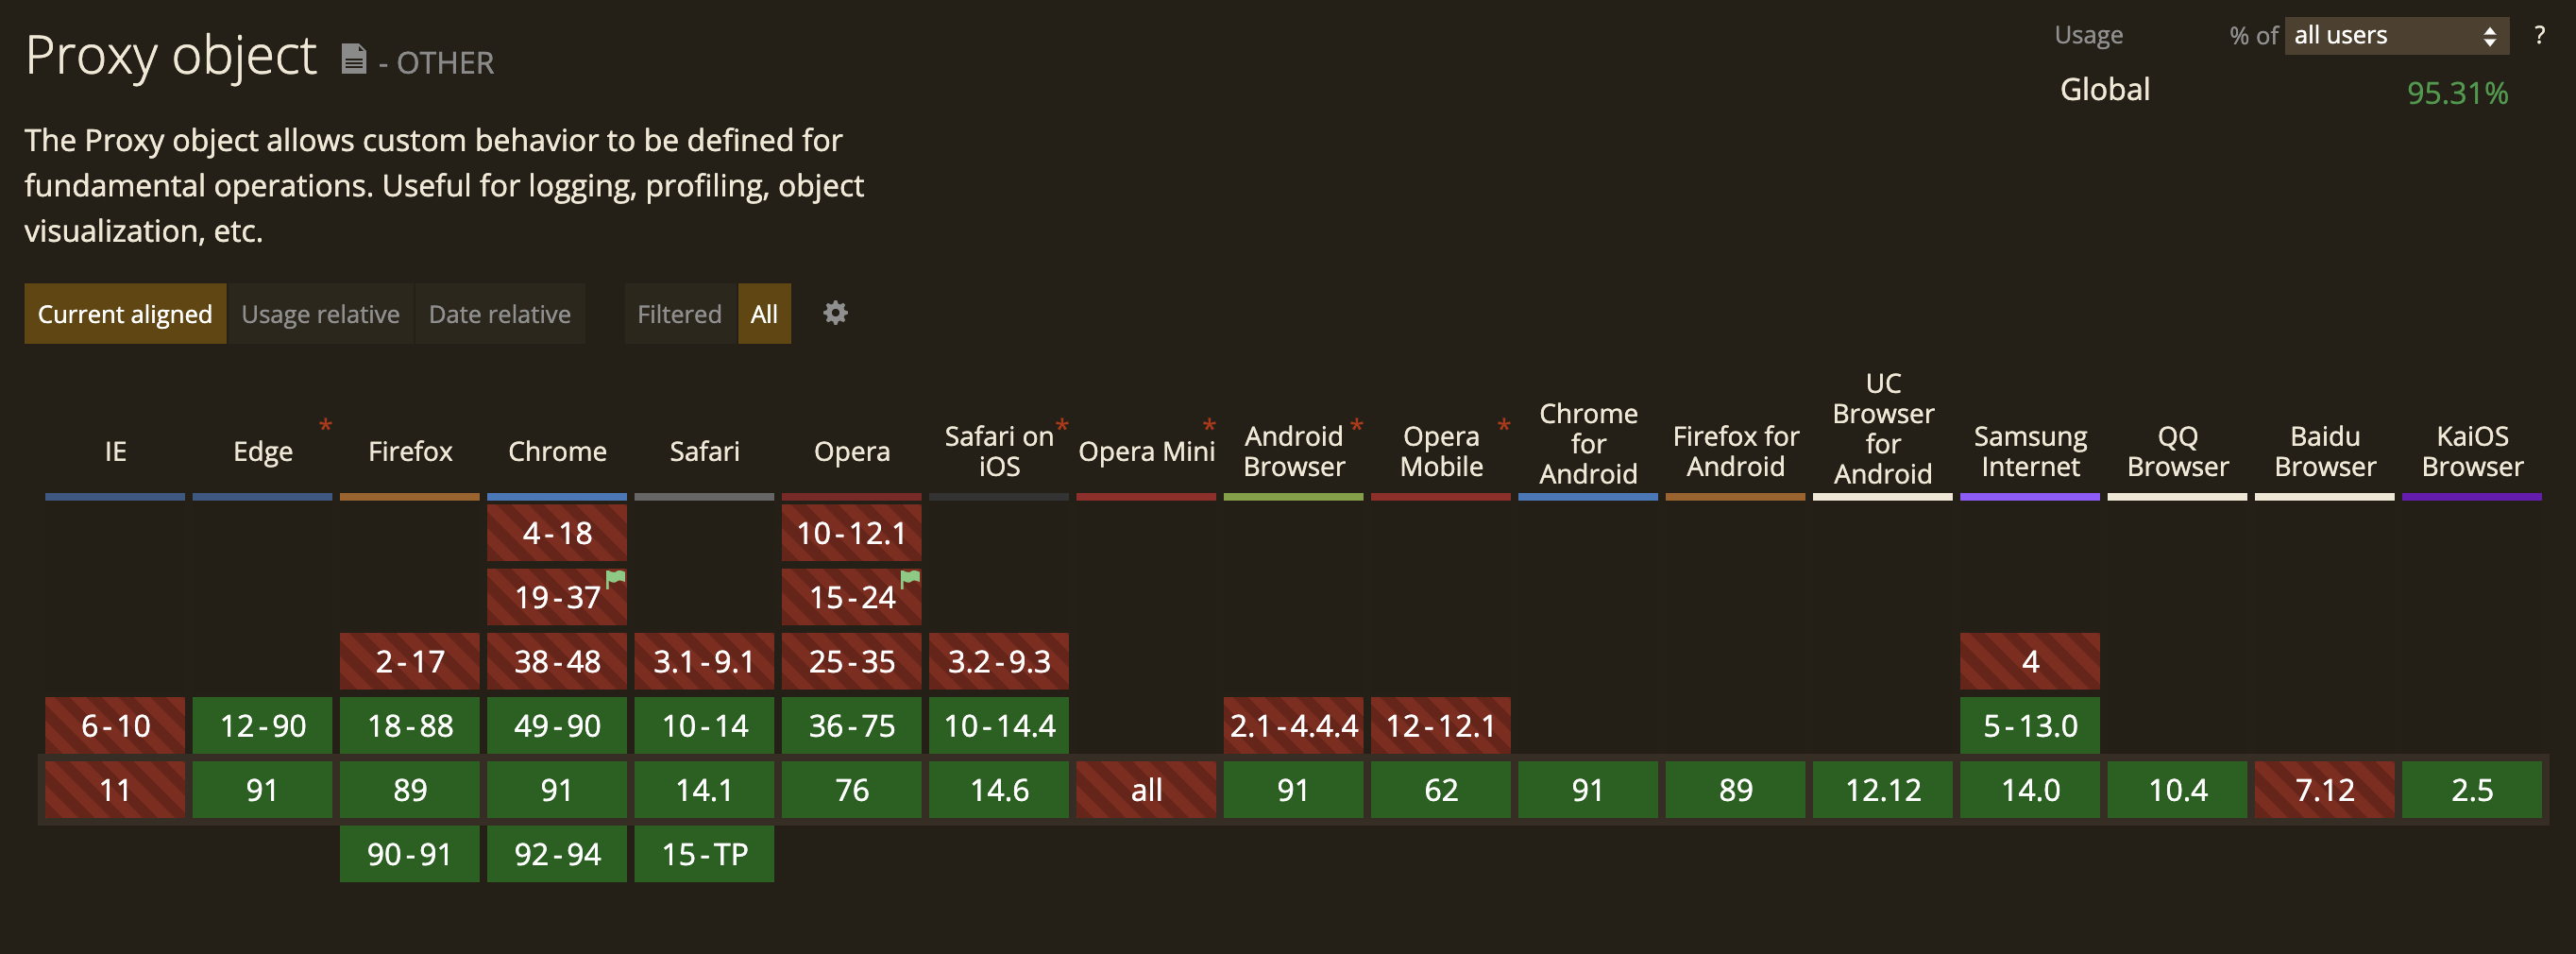 Proxy object - OTHER
Usage % of all users ?
Global 95.31%
The Proxy object allows custom behavior to be defined for
fundamental operations. Useful for logging, profiling, object
visualization, etc.
Current aligned Usage relative Date relative Filtered All
IE
Edge *
Firefox
Chrome
Safari
Opera
Safari on *
iOS
Opera Mini *
Android *
Browser
Opera *
Mobile
Chrome
for
Android
Firefox for
Android
UC
Browser
for
Android
Samsung
Internet
QQ
Browser
Baidu
Browser
KaiOS
Browser
4-18 10-12.1
19-37 15-24
2-17 38-48 3.1-9.1 25-35 3.2-9.3 4
6-10 12-90 18-88 49-90 10-14 36-75 10-14.4 2.1-4.4.4 12-12.1 5-13.0
11 91 89 91 14.1 76 14.6 all 91 62 91 89 12.12 14.0 10.4 7.12 2.5
90-91 92-94 15-TP